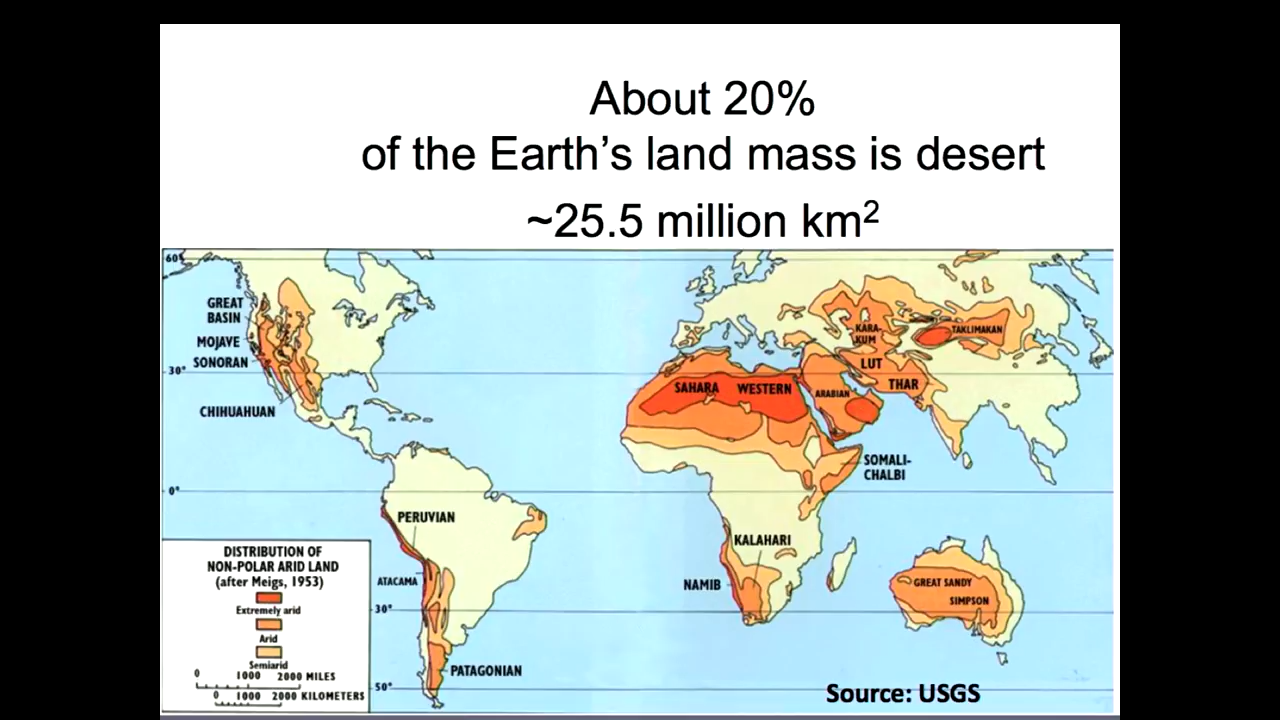 About 20%
of the Earth's land mass is desert
~25.5 million km²
60°
GREAT
BASIN
MOJAVE
SONORAN
30°
CHIHUAHUAN
KARA-
KUM
TAKLIMAKAN
LUT
THAR
SAHARA
WESTERN
ARABIAN
SOMALI-
CHALBI
0°
PERUVIAN
ATACAMA
30°
PATAGONIAN
50°
KALAHARI
NAMIB
GREAT SANDY
SIMPSON
DISTRIBUTION OF
NON-POLAR ARID LAND
(after Meigs, 1953)
Extremely arid
Arid
Semiarid
0 1000 2000 MILES
0 1000 2000 KILOMETERS
Source: USGS